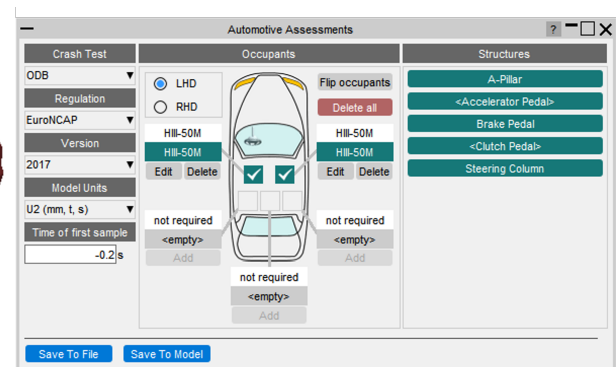 Automotive Assessments
?
Crash Test
ODB
Regulation
EuroNCAP
Version
2017
Model Units
U2 (mm, t, s)
Time of first sample
-0.2 s
Occupants
LHD
RHD
Flip occupants
Delete all
HIII-50M
HIII-50M
Edit Delete
HIII-50M
HIII-50M
Edit Delete
not required
<empty>
Add
not required
<empty>
Add
not required
<empty>
Add
Structures
A-Pillar
<Accelerator Pedal>
Brake Pedal
<Clutch Pedal>
Steering Column
Save To File Save To Model